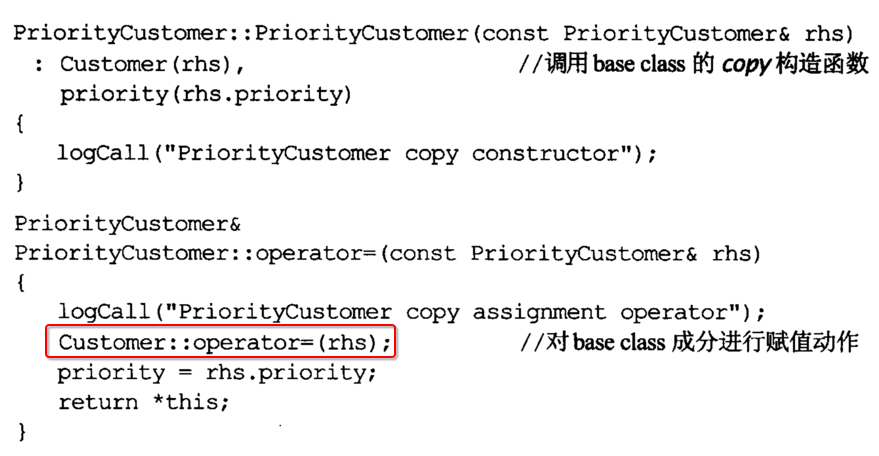 PriorityCustomer::PriorityCustomer(const PriorityCustomer& rhs)
: Customer(rhs), //调用 base class 的 copy 构造函数
priority(rhs.priority)
{
logCall("PriorityCustomer copy constructor");
}
PriorityCustomer&
PriorityCustomer::operator=(const PriorityCustomer& rhs)
{
logCall("PriorityCustomer copy assignment operator");
Customer::operator=(rhs); //对 base class 成分进行赋值动作
priority = rhs.priority;
return *this;
}